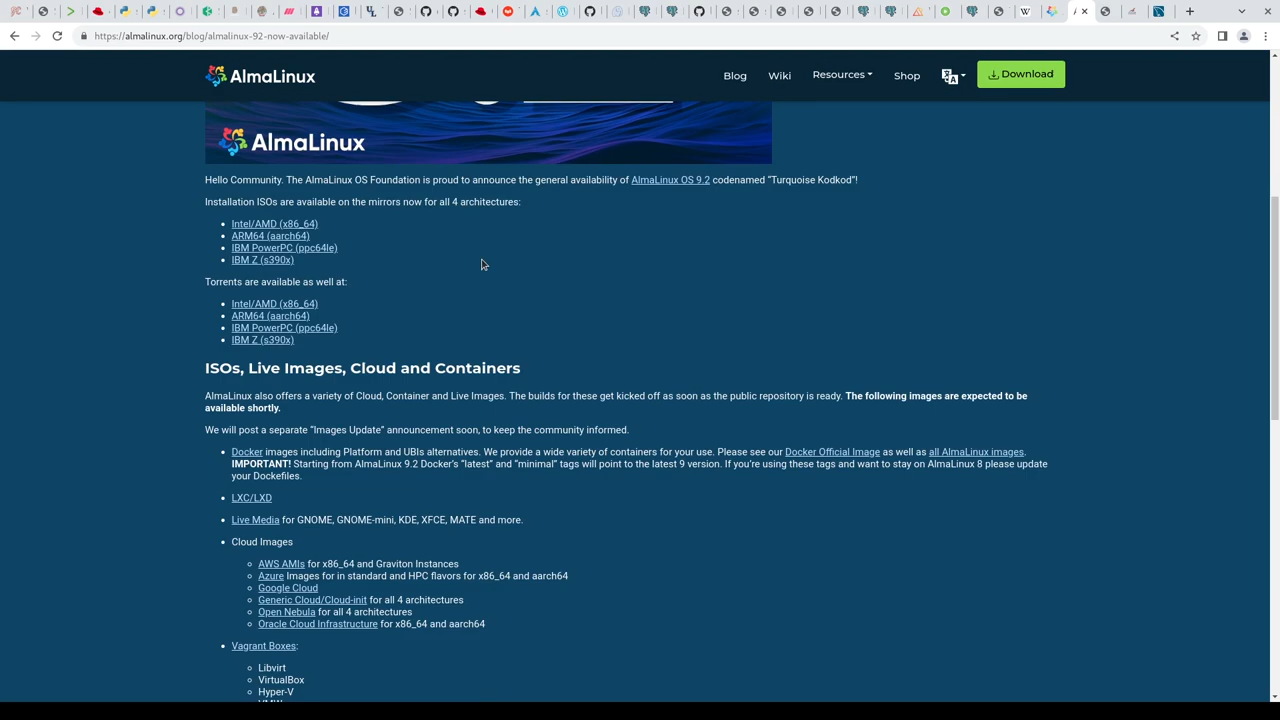 https://almalinux.org/blog/almalinux-92-now-available/
AlmaLinux
Blog
Wiki
Resources
Shop
Download
AlmaLinux
Hello Community. The AlmaLinux OS Foundation is proud to announce the general availability of AlmaLinux OS 9.2 codenamed “Turquoise Kodkod”!
Installation ISOs are available on the mirrors now for all 4 architectures:
Intel/AMD (x86_64)
ARM64 (aarch64)
IBM PowerPC (ppc64le)
IBM Z (s390x)
Torrents are available as well at:
Intel/AMD (x86_64)
ARM64 (aarch64)
IBM PowerPC (ppc64le)
IBM Z (s390x)
ISOs, Live Images, Cloud and Containers
AlmaLinux also offers a variety of Cloud, Container and Live Images. The builds for these get kicked off as soon as the public repository is ready. The following images are expected to be
available shortly.
We will post a separate “Images Update” announcement soon, to keep the community informed.
Docker images including Platform and UBIs alternatives. We provide a wide variety of containers for your use. Please see our Docker Official Image as well as all AlmaLinux images.
IMPORTANT! Starting from AlmaLinux 9.2 Docker’s “latest” and “minimal” tags will point to the latest 9 version. If you’re using these tags and want to stay on AlmaLinux 8 please update
your Dockefiles.
LXC/LXD
Live Media for GNOME, GNOME-mini, KDE, XFCE, MATE and more.
Cloud Images
AWS AMIs for x86_64 and Graviton Instances
Azure Images for in standard and HPC flavors for x86_64 and aarch64
Google Cloud
Generic Cloud/Cloud-init for all 4 architectures
Open Nebula for all 4 architectures
Oracle Cloud Infrastructure for x86_64 and aarch64
Vagrant Boxes:
Libvirt
VirtualBox
Hyper-V